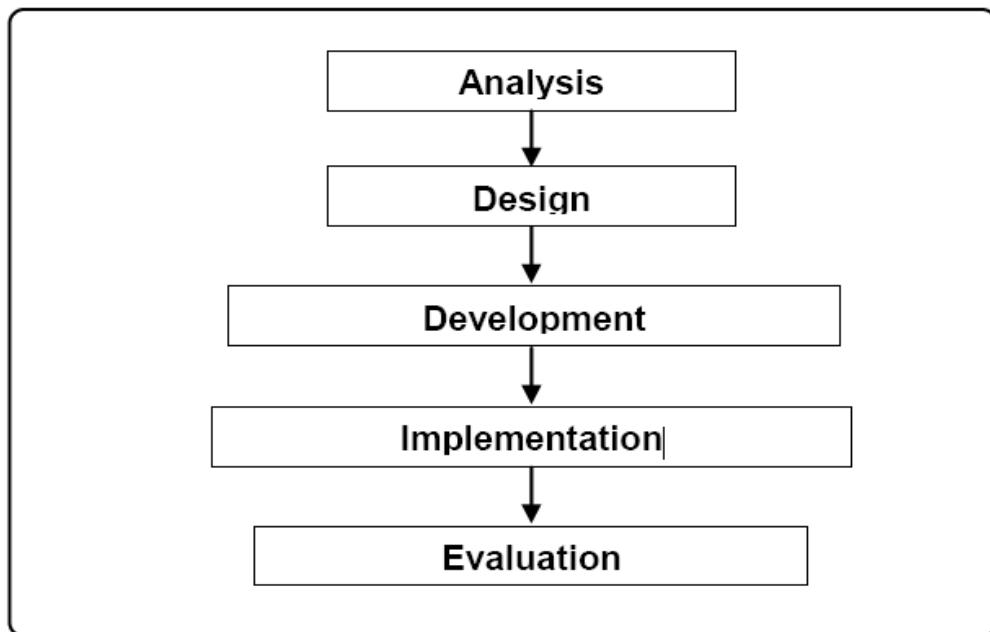 Analysis
Design
Development
Implementation
Evaluation